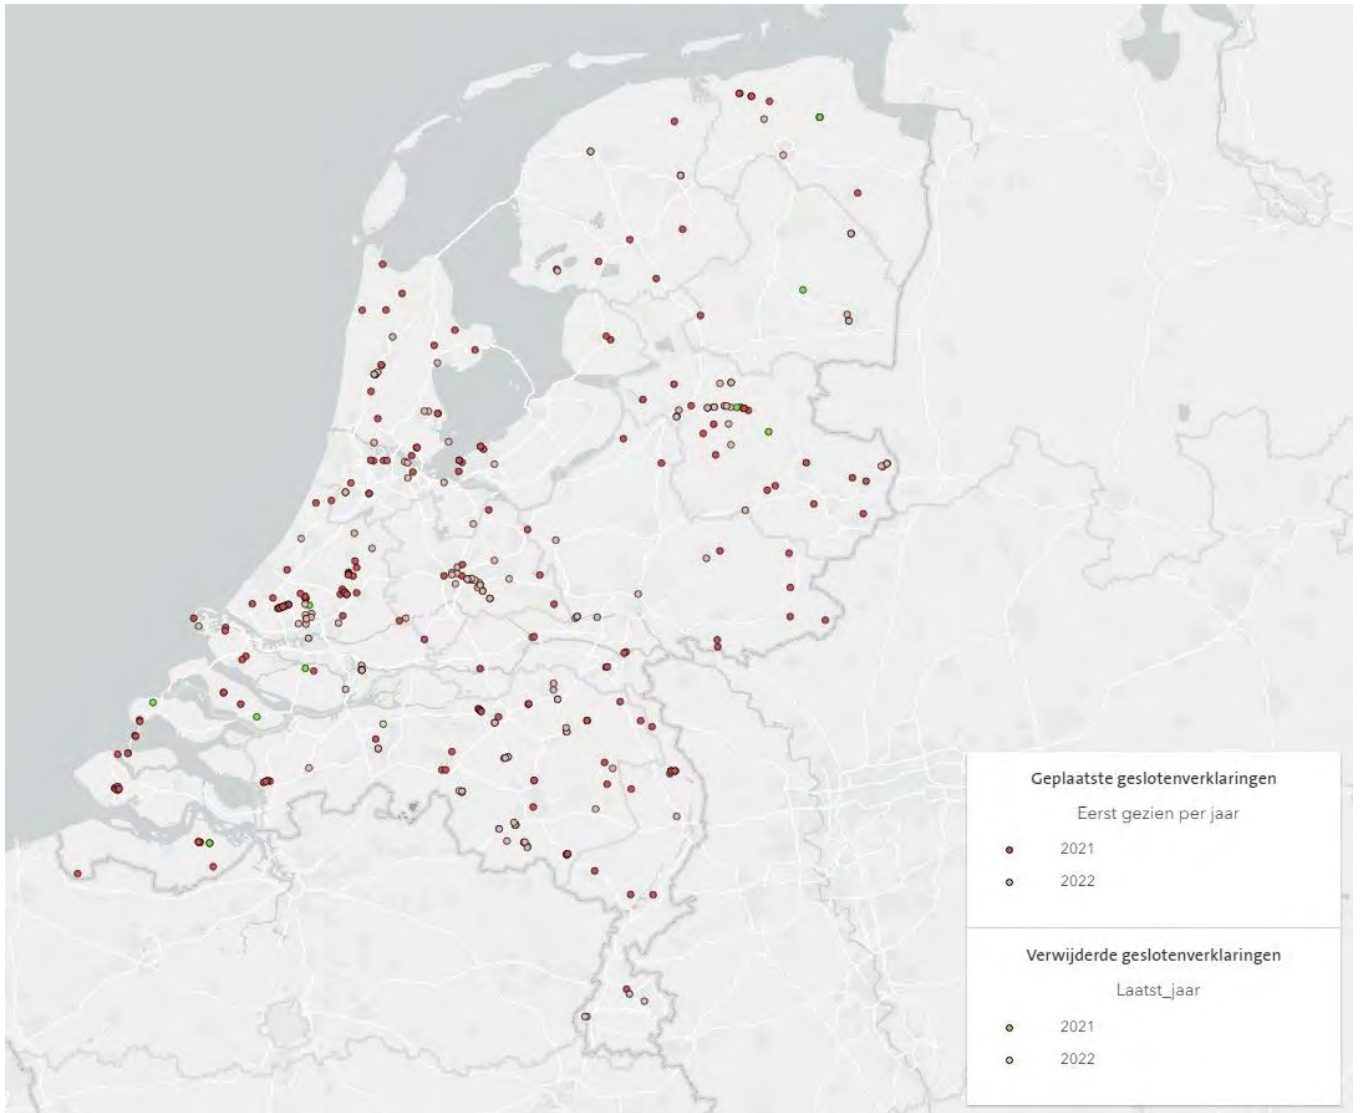 Geplaatste geslotenverklaringen
Eerst gezien per jaar
2021
2022
Verwijderde geslotenverklaringen
Laatst_jaar
2021
2022